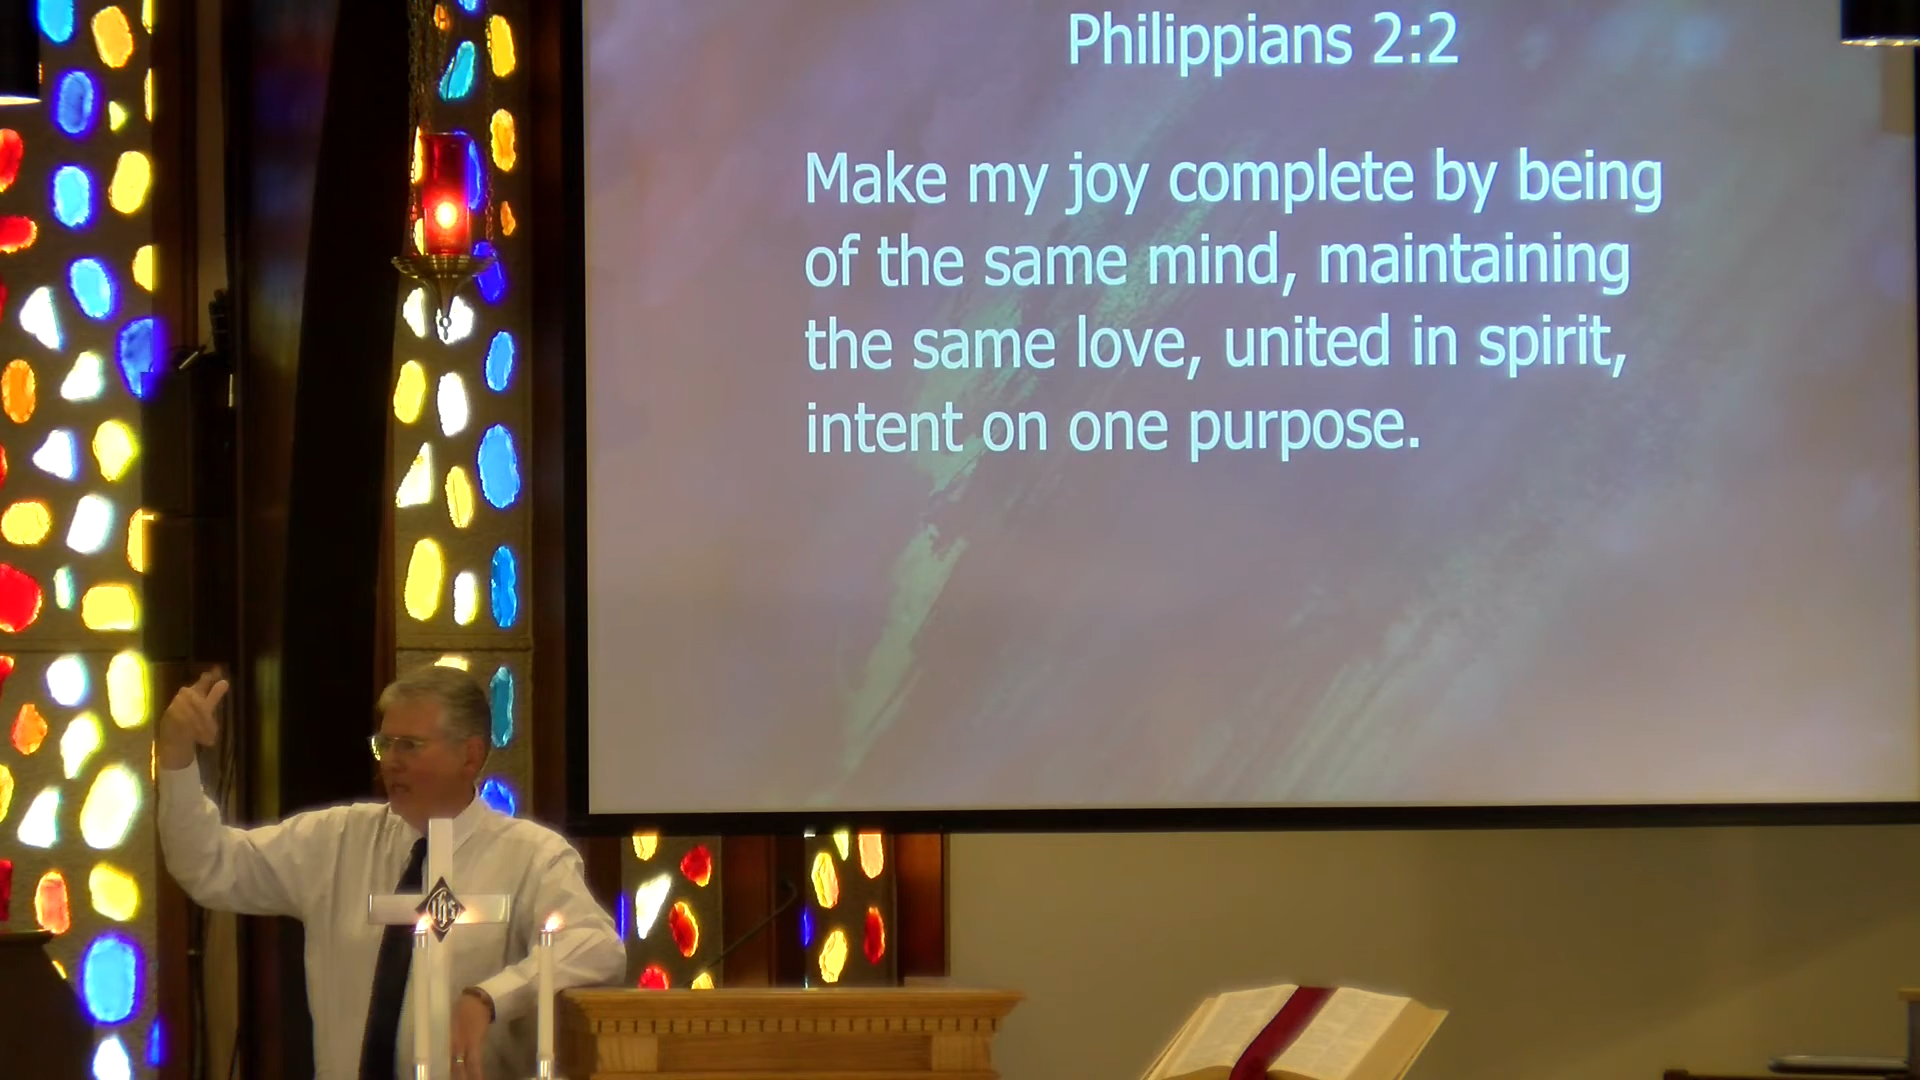 Philippians 2:2
Make my joy complete by being
of the same mind, maintaining
the same love, united in spirit,
intent on one purpose.
ihs